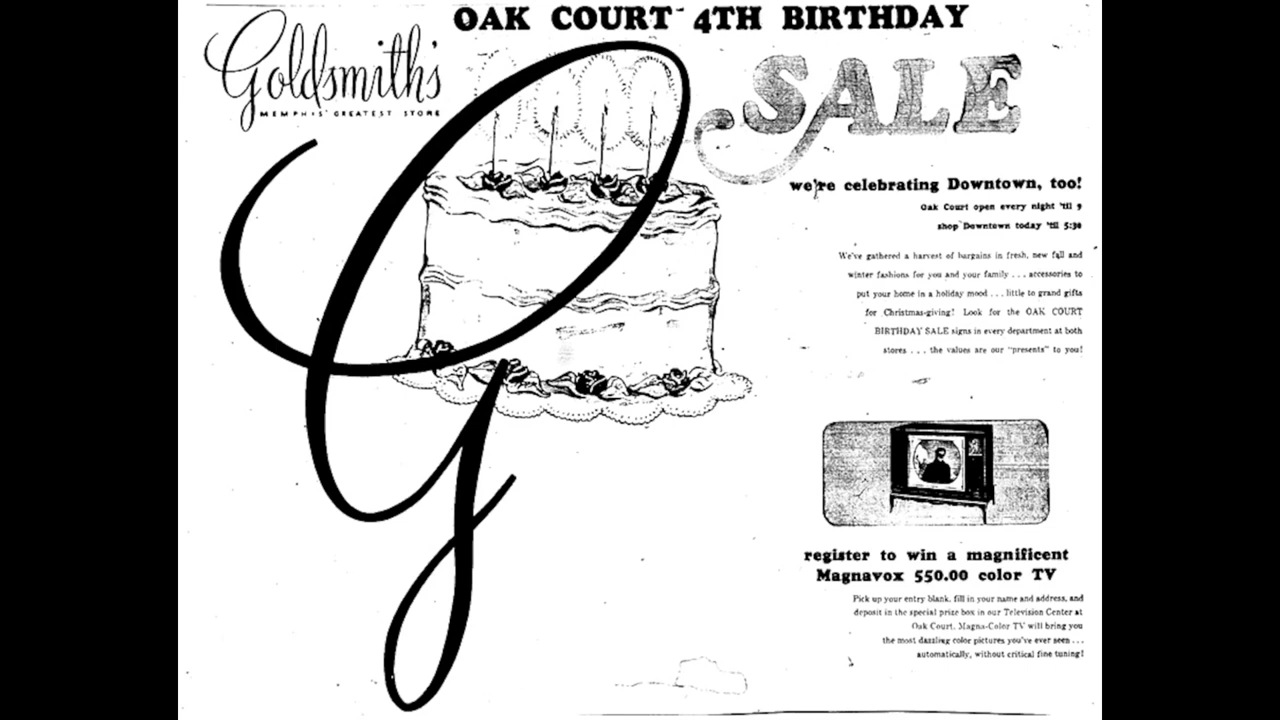 Goldsmith's
MEMPHIS' GREATEST STORE
OAK COURT 4TH BIRTHDAY
SALE
G
we're celebrating Downtown, too!
Oak Court open every night 'til 9
shop Downtown today 'til 5:30
We've gathered a harvest of bargains in fresh, new fall and
winter fashions for you and your family . . . accessories to
put your home in a holiday mood . . . little to grand gifts
for Christmas-giving! Look for the OAK COURT
BIRTHDAY SALE signs in every department at both
stores . . . the values are our "presents" to you!
register to win a magnificent
Magnavox 550.00 color TV
Pick up your entry blank, fill in your name and address, and
deposit in the special prize box in our Television Center at
Oak Court. Magna-Color TV will bring you
the most dazzling color pictures you've ever seen . . .
automatically, without critical fine tuning!